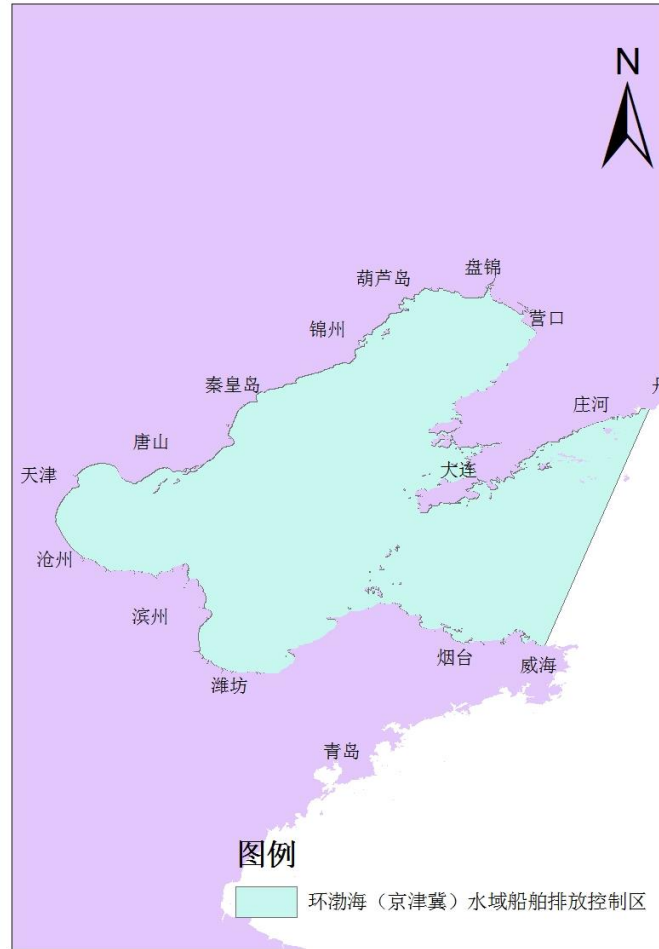 N
盘锦
葫芦岛
营口
锦州
秦皇岛
庄河
唐山
大连
天津
沧州
滨州
烟台
威海
潍坊
青岛
图例
环渤海（京津冀）水域船舶排放控制区